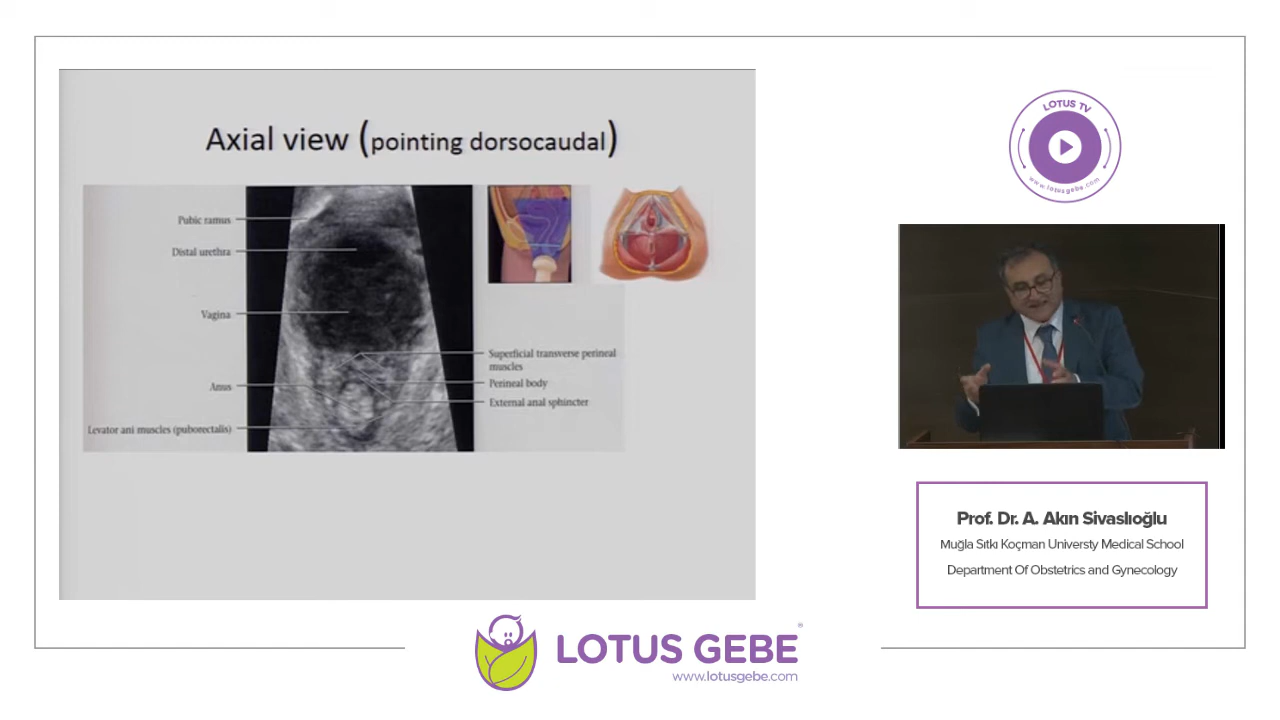 Axial view (pointing dorsocaudal)
Pubic ramus
Distal urethra
Vagina
Anus
Levator ani muscles (puborectalis)
Superficial transverse perineal
muscles
Perineal body
External anal sphincter
LOTUS TV
www.lotusgebe.com
Prof. Dr. A. Akın Sivaslıoğlu
Muğla Sıtkı Koçman Universty Medical School
Department Of Obstetrics and Gynecology
LOTUS GEBE®
www.lotusgebe.com